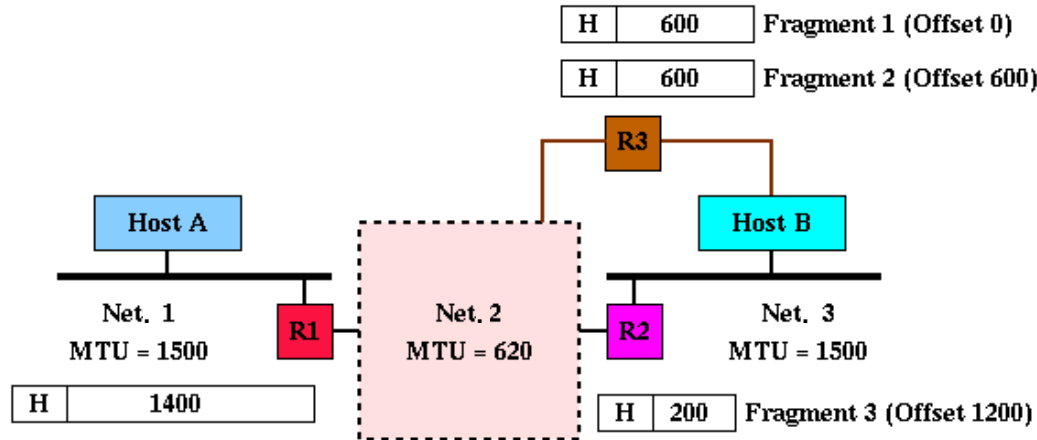 H 600 Fragment 1 (Offset 0)
H 600 Fragment 2 (Offset 600)
R3
Host A
Host B
Net. 1
MTU = 1500
R1
Net. 2
MTU = 620
R2
Net. 3
MTU = 1500
H 1400
H 200 Fragment 3 (Offset 1200)